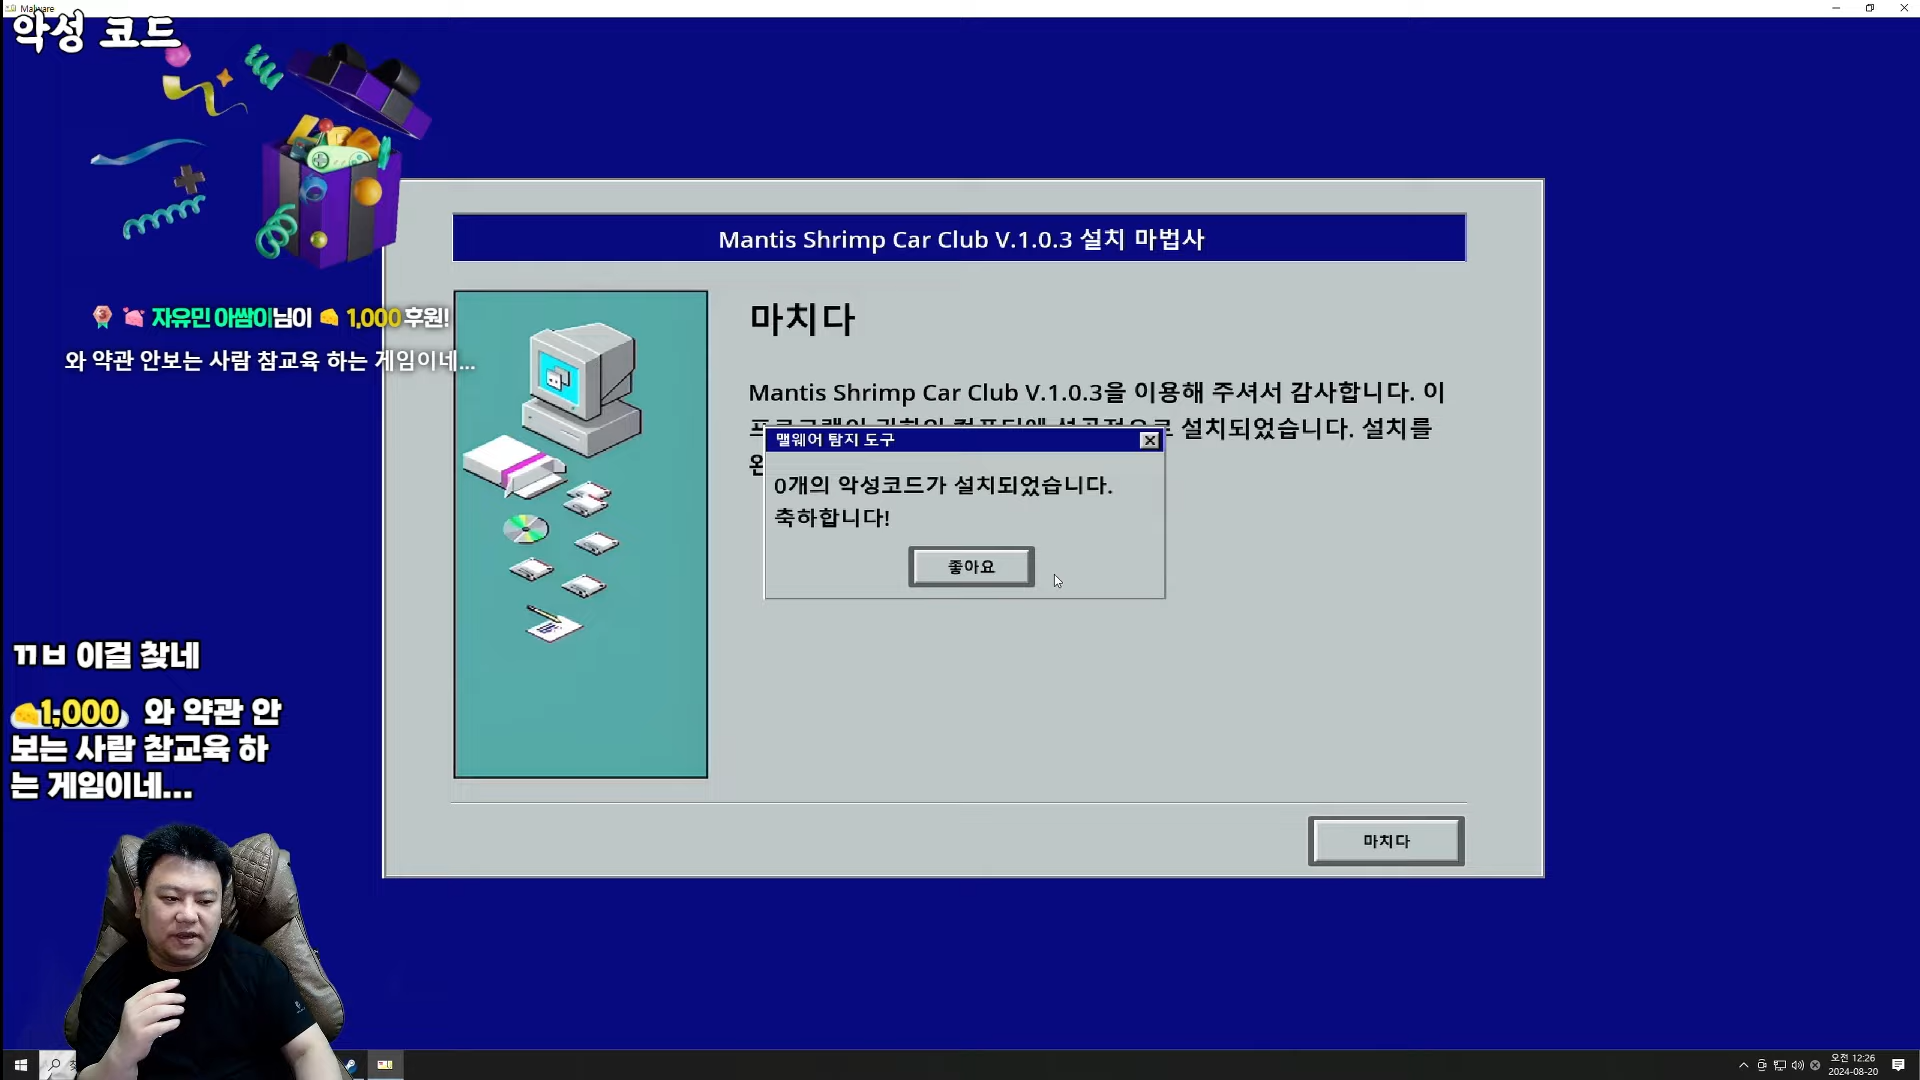 Malware
악성 코드
자유민 아쌈이님이 1,000 후원!
와 약관 안보는 사람 참교육 하는 게임이네...
Mantis Shrimp Car Club V.1.0.3 설치 마법사
마치다
Mantis Shrimp Car Club V.1.0.3을 이용해 주셔서 감사합니다. 이
설치되었습니다. 설치를
맬웨어 탐지 도구
0개의 악성코드가 설치되었습니다.
축하합니다!
좋아요
마치다
ㄲㅂ 이걸 찾네
1,000 와 약관 안
보는 사람 참교육 하
는 게임이네...
오전 12:26
2024-08-20